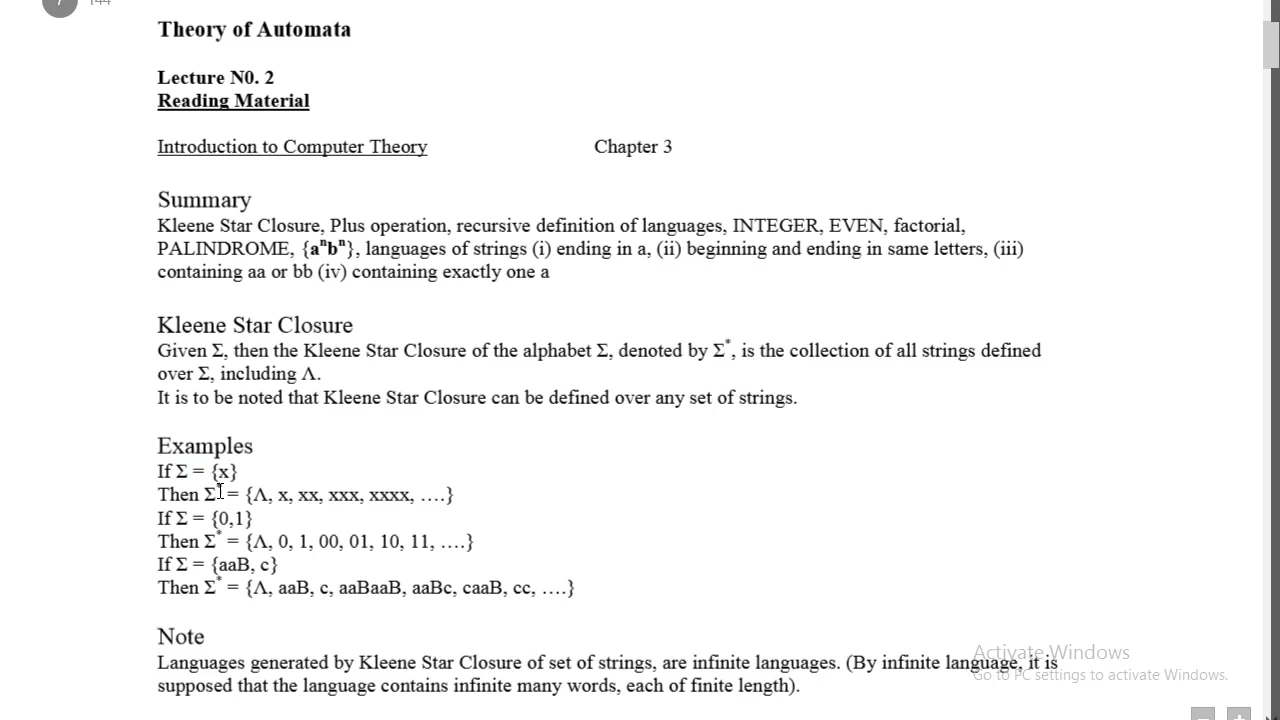 7 144
Theory of Automata
Lecture N0. 2
Reading Material
Introduction to Computer Theory Chapter 3
Summary
Kleene Star Closure, Plus operation, recursive definition of languages, INTEGER, EVEN, factorial,
PALINDROME, {aⁿbⁿ}, languages of strings (i) ending in a, (ii) beginning and ending in same letters, (iii)
containing aa or bb (iv) containing exactly one a
Kleene Star Closure
Given Σ, then the Kleene Star Closure of the alphabet Σ, denoted by Σ*, is the collection of all strings defined
over Σ, including Λ.
It is to be noted that Kleene Star Closure can be defined over any set of strings.
Examples
If Σ = {x}
Then Σ* = {Λ, x, xx, xxx, xxxx, ….}
If Σ = {0,1}
Then Σ* = {Λ, 0, 1, 00, 01, 10, 11, ….}
If Σ = {aaB, c}
Then Σ* = {Λ, aaB, c, aaBaaB, aaBc, caaB, cc, ….}
Note
Languages generated by Kleene Star Closure of set of strings, are infinite languages. (By infinite language, it is
supposed that the language contains infinite many words, each of finite length).
Activate Windows
Go to PC settings to activate Windows.